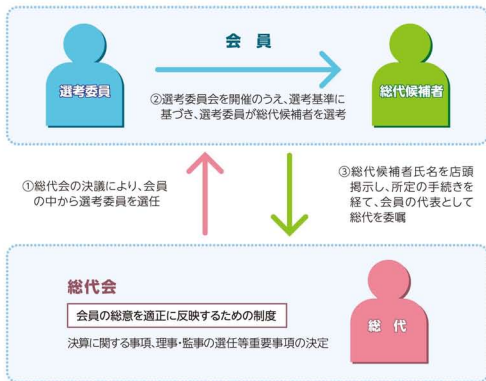 会員
選考委員
総代候補者
②選考委員会を開催のうえ、選考基準に
基づき、選考委員が総代候補者を選考
①総代会の決議により、会員
の中から選考委員を選任
③総代候補者氏名を店頭
掲示し、所定の手続きを
経て、会員の代表として
総代を委嘱
総代会
会員の総意を適正に反映するための制度
決算に関する事項、理事・監事の選任等重要事項の決定
総代